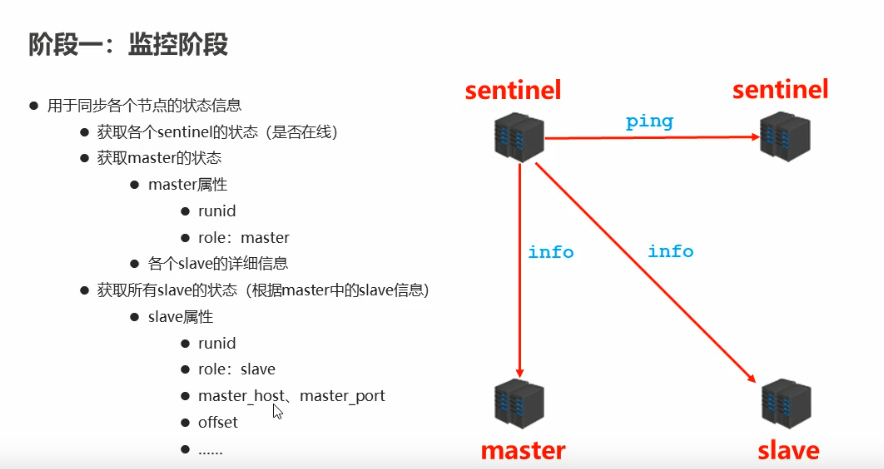 阶段一：监控阶段
用于同步各个节点的状态信息
获取各个sentinel的状态（是否在线）
获取master的状态
master属性
runid
role：master
各个slave的详细信息
获取所有slave的状态（根据master中的slave信息）
slave属性
runid
role：slave
master_host、master_port
offset
......
sentinel
sentinel
ping
info
info
master
slave